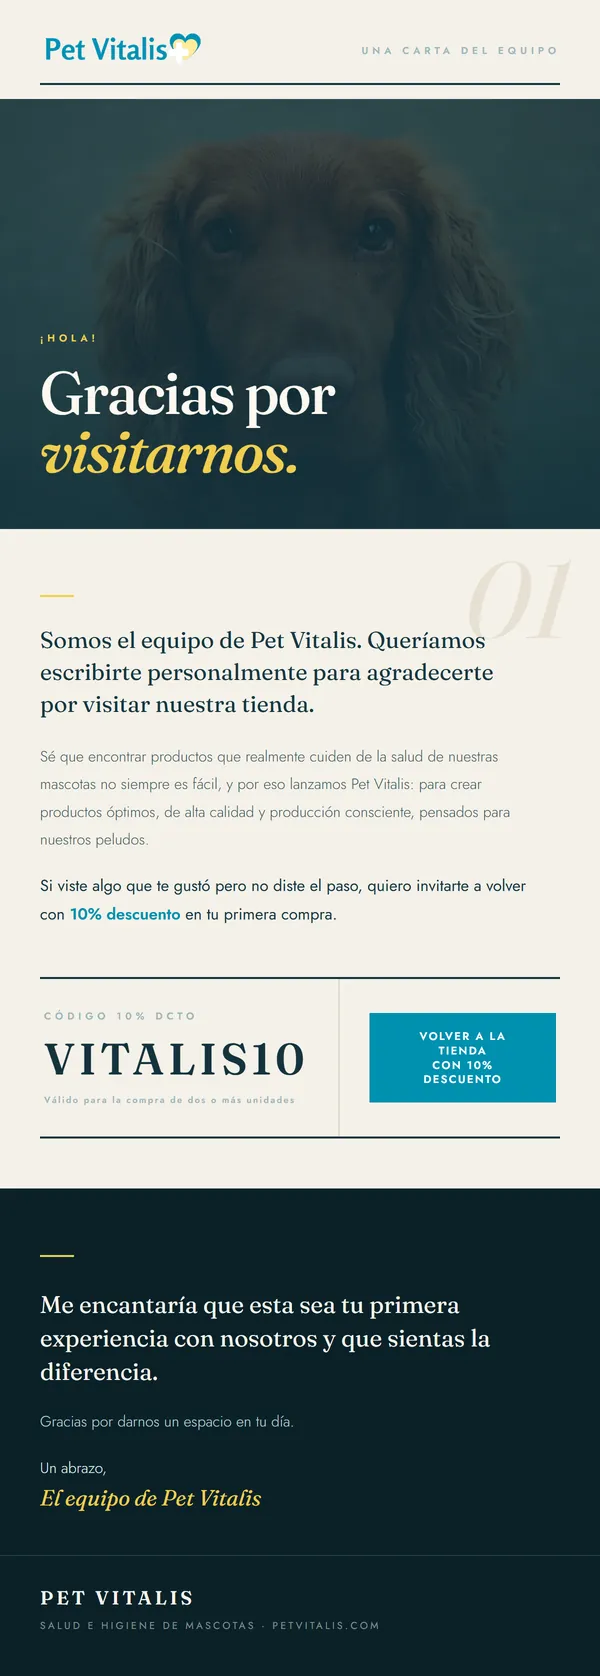 Pet Vitalis
UNA CARTA DEL EQUIPO
¡HOLA!
Gracias por
visitarnos.
01
Somos el equipo de Pet Vitalis. Queríamos
escribirte personalmente para agradecerte
por visitar nuestra tienda.
Sé que encontrar productos que realmente cuiden de la salud de nuestras
mascotas no siempre es fácil, y por eso lanzamos Pet Vitalis: para crear
productos óptimos, de alta calidad y producción consciente, pensados para
nuestros peludos.
Si viste algo que te gustó pero no diste el paso, quiero invitarte a volver
con 10% descuento en tu primera compra.
CÓDIGO 10% DCTO
VITALIS10
Válido para la compra de dos o más unidades
VOLVER A LA
TIENDA
CON 10%
DESCUENTO
Me encantaría que esta sea tu primera
experiencia con nosotros y que sientas la
diferencia.
Gracias por darnos un espacio en tu día.
Un abrazo,
El equipo de Pet Vitalis
PET VITALIS
SALUD E HIGIENE DE MASCOTAS · PETVITALIS.COM